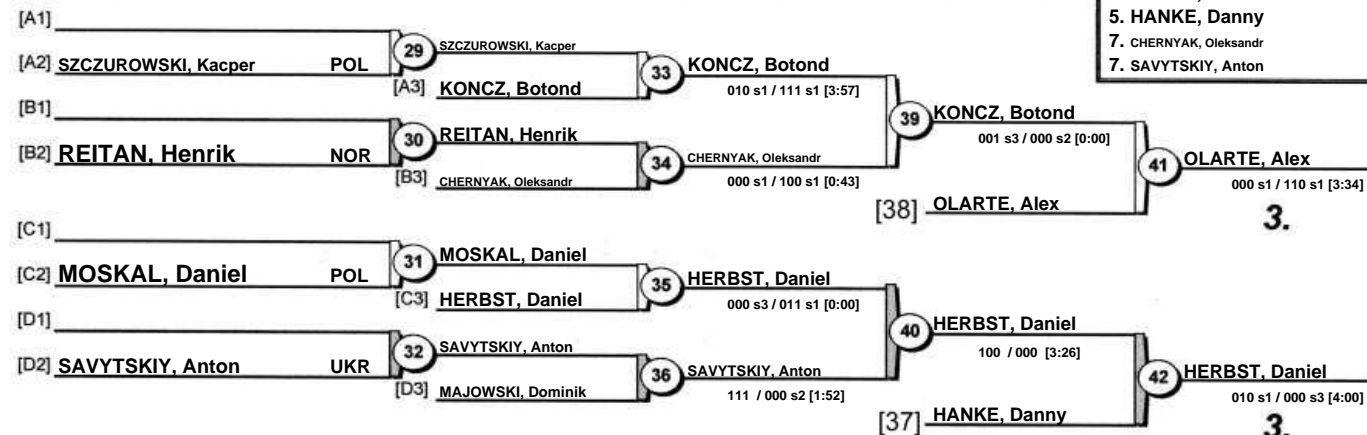 5. HANKE, Danny
7. CHERNYAK, Oleksandr
7. SAVYTSKIY, Anton
[A1]
[A2] SZCZUROWSKI, Kacper POL
29
SZCZUROWSKI, Kacper
[A3] KONCZ, Botond
33
KONCZ, Botond
010 s1 / 111 s1 [3:57]
[B1]
[B2] REITAN, Henrik NOR
30
REITAN, Henrik
[B3] CHERNYAK, Oleksandr
34
CHERNYAK, Oleksandr
000 s1 / 100 s1 [0:43]
39
KONCZ, Botond
001 s3 / 000 s2 [0:00]
[38] OLARTE, Alex
41
OLARTE, Alex
000 s1 / 110 s1 [3:34]
3.
[C1]
[C2] MOSKAL, Daniel POL
31
MOSKAL, Daniel
[C3] HERBST, Daniel
35
HERBST, Daniel
000 s3 / 011 s1 [0:00]
[D1]
[D2] SAVYTSKIY, Anton UKR
32
SAVYTSKIY, Anton
[D3] MAJOWSKI, Dominik
36
SAVYTSKIY, Anton
111 / 000 s2 [1:52]
40
HERBST, Daniel
100 / 000 [3:26]
[37] HANKE, Danny
42
HERBST, Daniel
010 s1 / 000 s3 [4:00]
3.